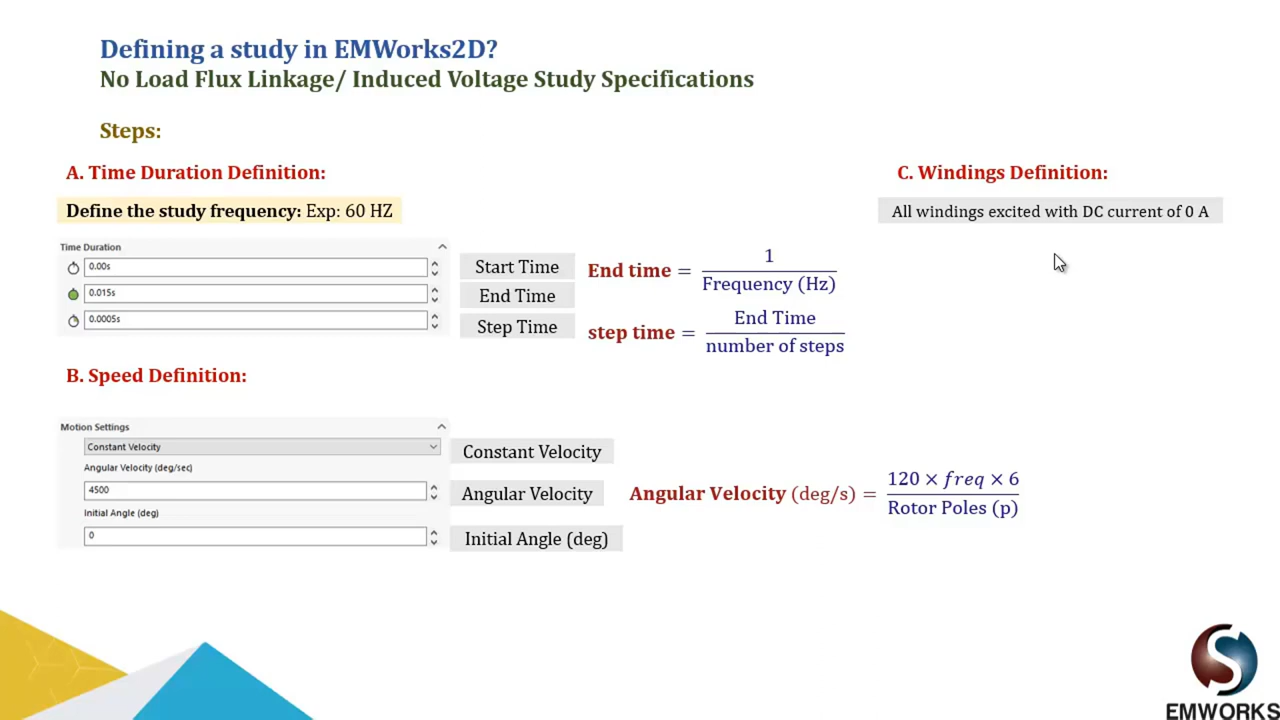 Defining a study in EMWorks2D?
No Load Flux Linkage/ Induced Voltage Study Specifications
Steps:
A. Time Duration Definition:
Define the study frequency: Exp: 60 HZ
Time Duration
0.00s
0.015s
0.0005s
Start Time
End Time
Step Time
End time = 1 / Frequency (Hz)
step time = End Time / number of steps
B. Speed Definition:
Motion Settings
Constant Velocity
Angular Velocity (deg/sec)
4500
Initial Angle (deg)
0
Constant Velocity
Angular Velocity
Initial Angle (deg)
Angular Velocity (deg/s) = 120 × freq × 6 / Rotor Poles (p)
C. Windings Definition:
All windings excited with DC current of 0 A
EMWORKS